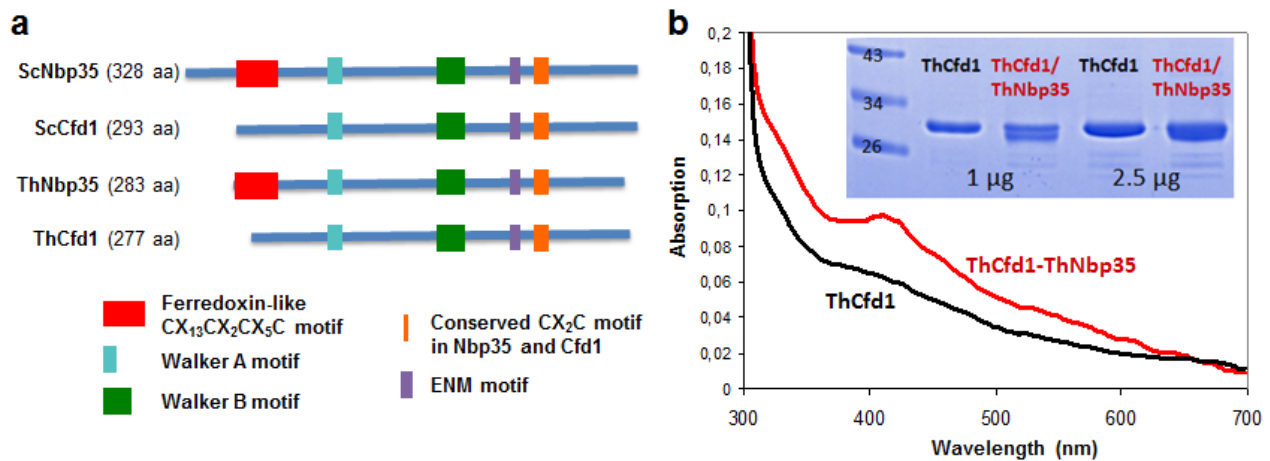 a
ScNbp35 (328 aa)
ScCfd1 (293 aa)
ThNbp35 (283 aa)
ThCfd1 (277 aa)
Ferredoxin-like
CX₁₃CX₂CX₅C motif
Walker A motif
Walker B motif
Conserved CX₂C motif
in Nbp35 and Cfd1
ENM motif
b
0,2
0,18
0,16
0,14
0,12
0,1
0,08
0,06
0,04
0,02
0
Absorption
300
400
500
600
700
Wavelength (nm)
43
34
26
ThCfd1
ThCfd1/
ThNbp35
ThCfd1
ThCfd1/
ThNbp35
1 µg
2.5 µg
ThCfd1-ThNbp35
ThCfd1